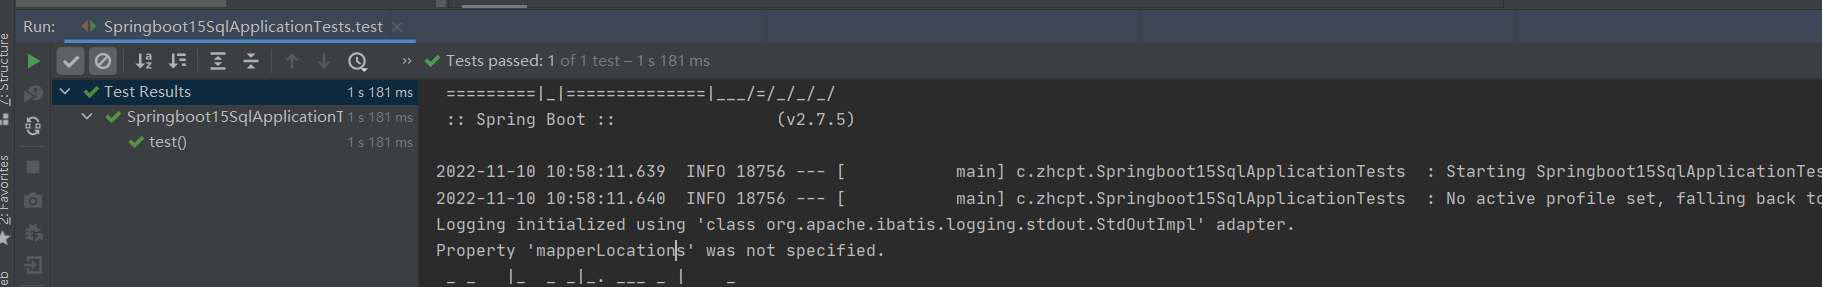 Run: Springboot15SqlApplicationTests.test
Tests passed: 1 of 1 test – 1 s 181 ms
Test Results 1 s 181 ms
Springboot15SqlApplicationT 1 s 181 ms
test() 1 s 181 ms
=========|_|==============|___/=/_/_/_/
:: Spring Boot :: (v2.7.5)
2022-11-10 10:58:11.639 INFO 18756 --- [ main] c.zhcpt.Springboot15SqlApplicationTests : Starting Springboot15SqlApplicationTes
2022-11-10 10:58:11.640 INFO 18756 --- [ main] c.zhcpt.Springboot15SqlApplicationTests : No active profile set, falling back to
Logging initialized using 'class org.apache.ibatis.logging.stdout.StdOutImpl' adapter.
Property 'mapperLocations' was not specified.
_ _ |_ _ _|_. ___ _ | _
7: Structure
2: Favorites
eb